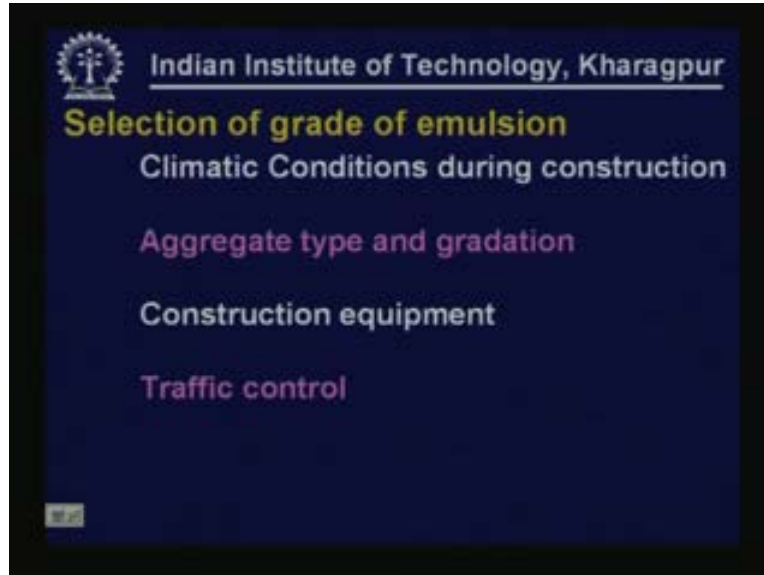 Indian Institute of Technology, Kharagpur
Selection of grade of emulsion
Climatic Conditions during construction
Aggregate type and gradation
Construction equipment
Traffic control